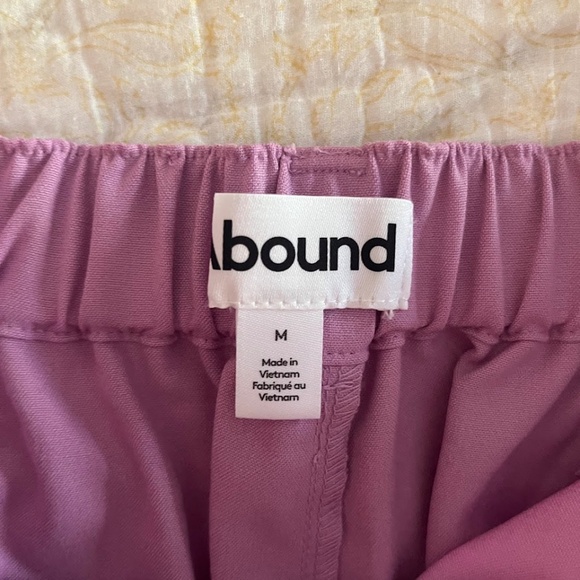 Abound
M
Made in
Vietnam
Fabriqué au
Vietnam